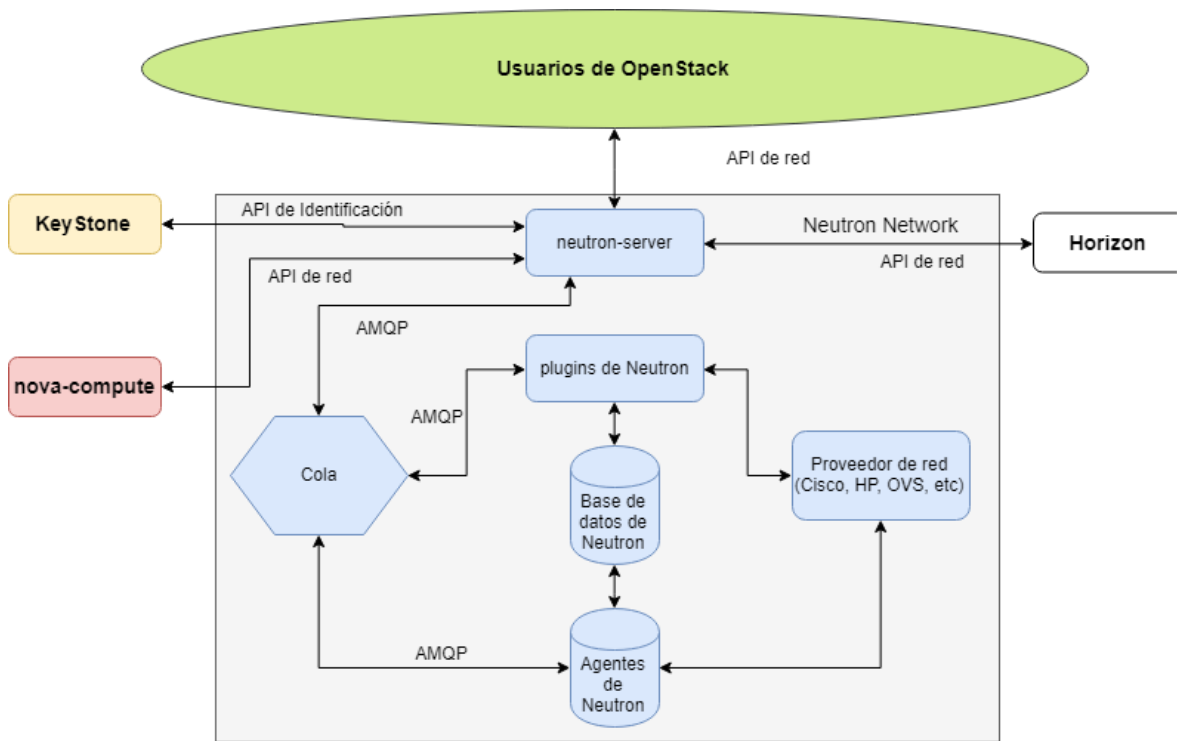 Usuarios de OpenStack
API de red
KeyStone
API de Identificación
neutron-server
Neutron Network
API de red
Horizon
API de red
AMQP
nova-compute
plugins de Neutron
AMQP
Cola
Proveedor de red
(Cisco, HP, OVS, etc)
Base de
datos de
Neutron
AMQP
Agentes
de
Neutron